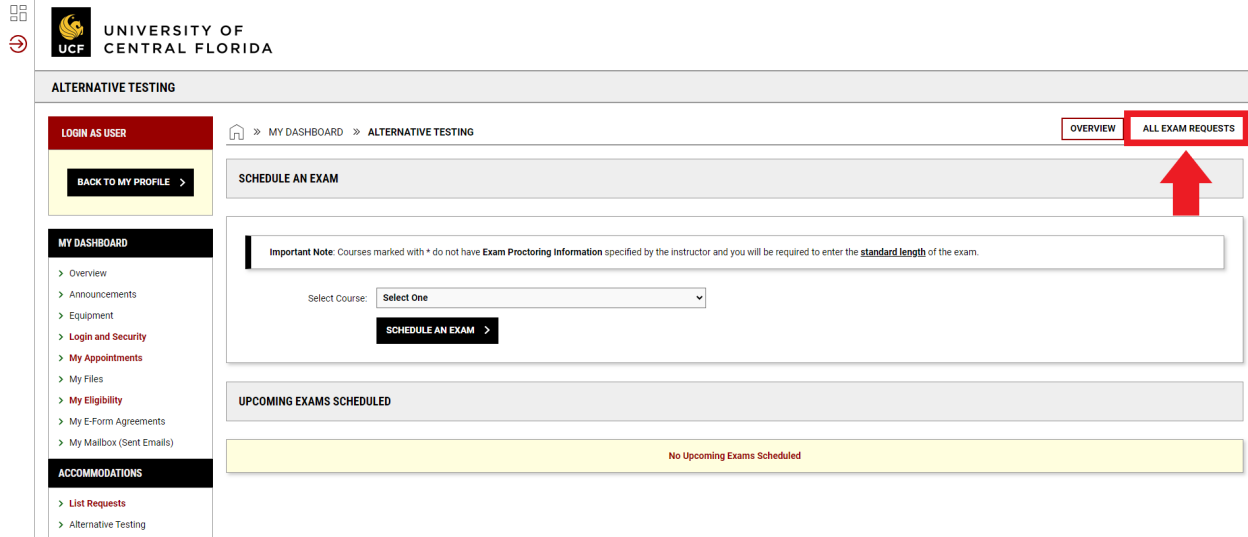 UCF
UNIVERSITY OF
CENTRAL FLORIDA
ALTERNATIVE TESTING
LOGIN AS USER
BACK TO MY PROFILE
MY DASHBOARD
Overview
Announcements
Equipment
Login and Security
My Appointments
My Files
My Eligibility
My E-Form Agreements
My Mailbox (Sent Emails)
ACCOMMODATIONS
List Requests
Alternative Testing
» MY DASHBOARD » ALTERNATIVE TESTING
OVERVIEW
ALL EXAM REQUESTS
SCHEDULE AN EXAM
Important Note: Courses marked with * do not have Exam Proctoring Information specified by the instructor and you will be required to enter the standard length of the exam.
Select Course: Select One
SCHEDULE AN EXAM
UPCOMING EXAMS SCHEDULED
No Upcoming Exams Scheduled